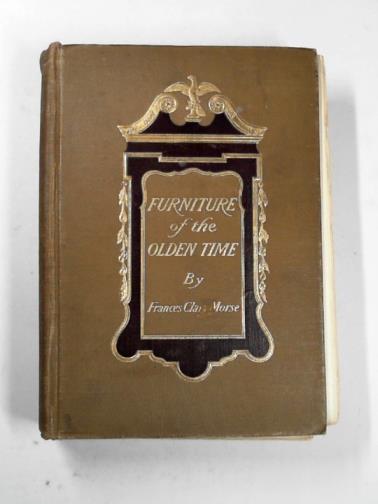 FURNITURE
of the
OLDEN TIME
By
Frances Morse